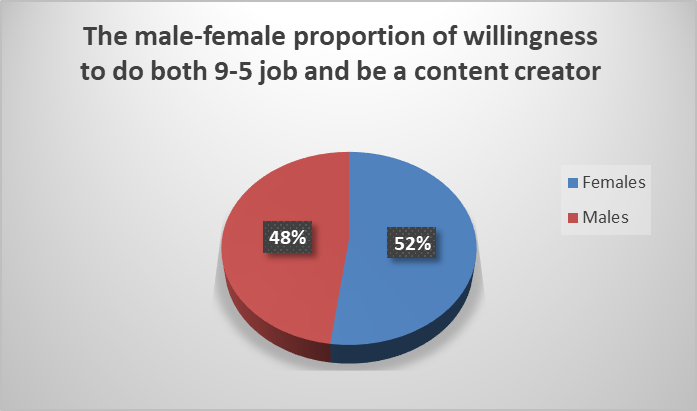 The male-female proportion of willingness
to do both 9-5 job and be a content creator
Females
Males
48%
52%